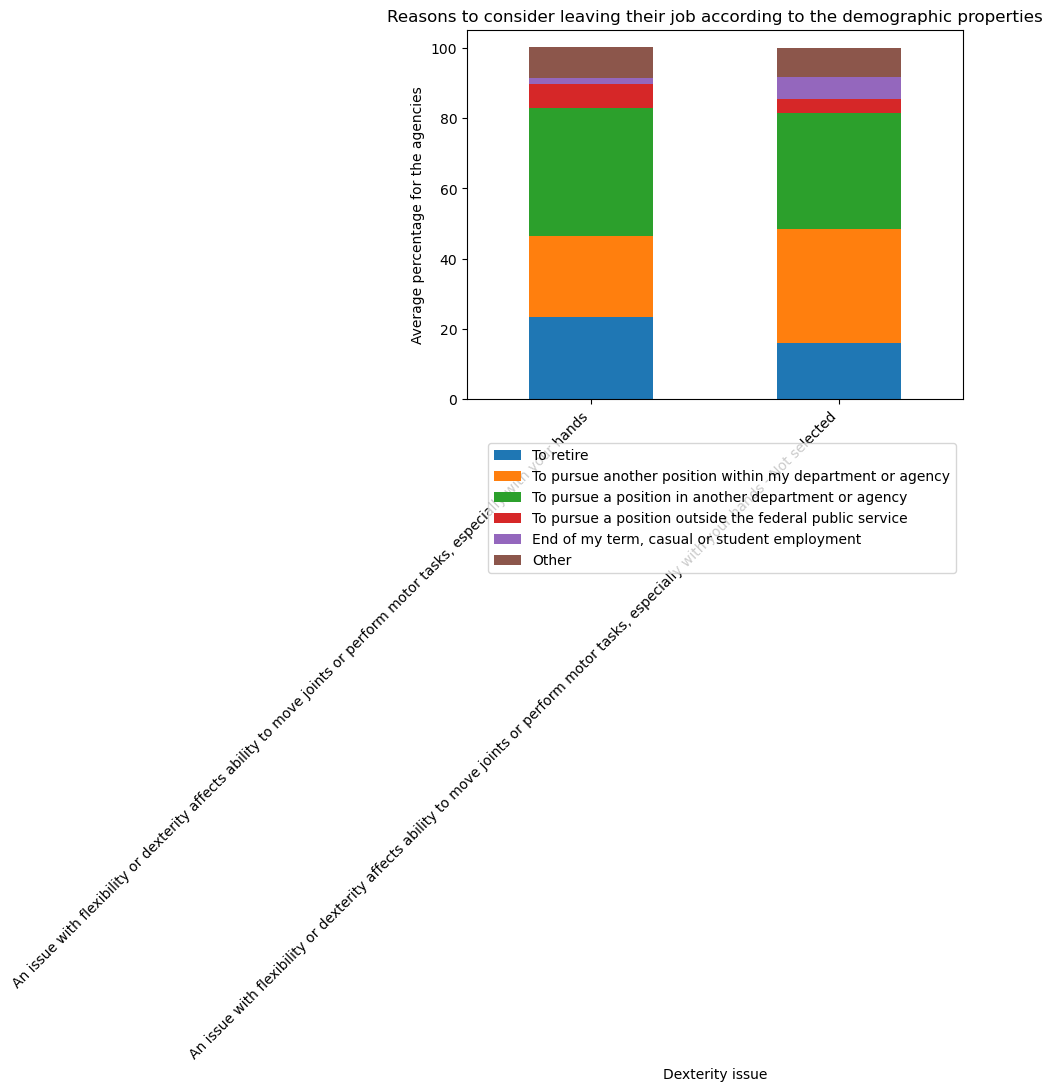 Reasons to consider leaving their job according to the demographic properties
Average percentage for the agencies
100
80
60
40
20
0
An issue with flexibility or dexterity affects ability to move joints or perform motor tasks, especially with your hands
An issue with flexibility or dexterity affects ability to move joints or perform motor tasks, especially with your hands - Not selected
To retire
To pursue another position within my department or agency
To pursue a position in another department or agency
To pursue a position outside the federal public service
End of my term, casual or student employment
Other
Dexterity issue